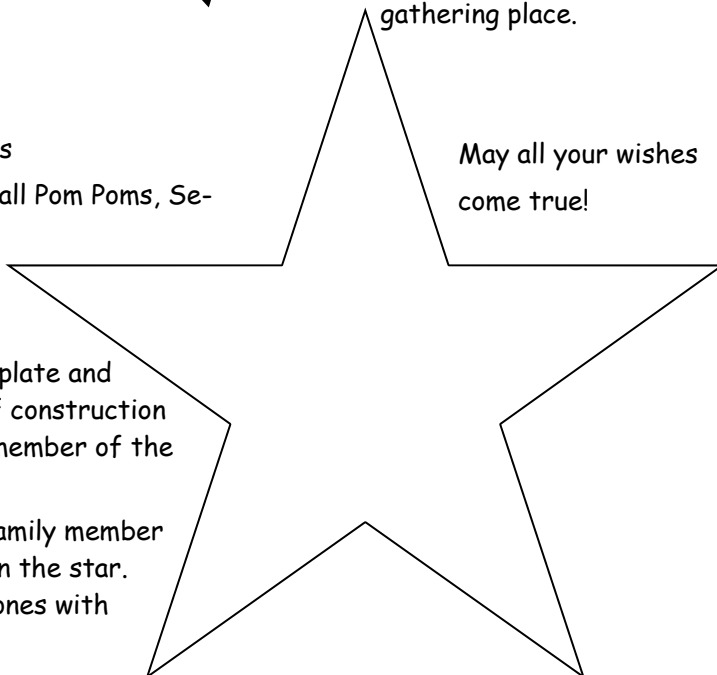 gathering place.
May all your wishes
come true!
s
all Pom Poms, Se-
plate and
construction
member of the
amily member
n the star.
ones with